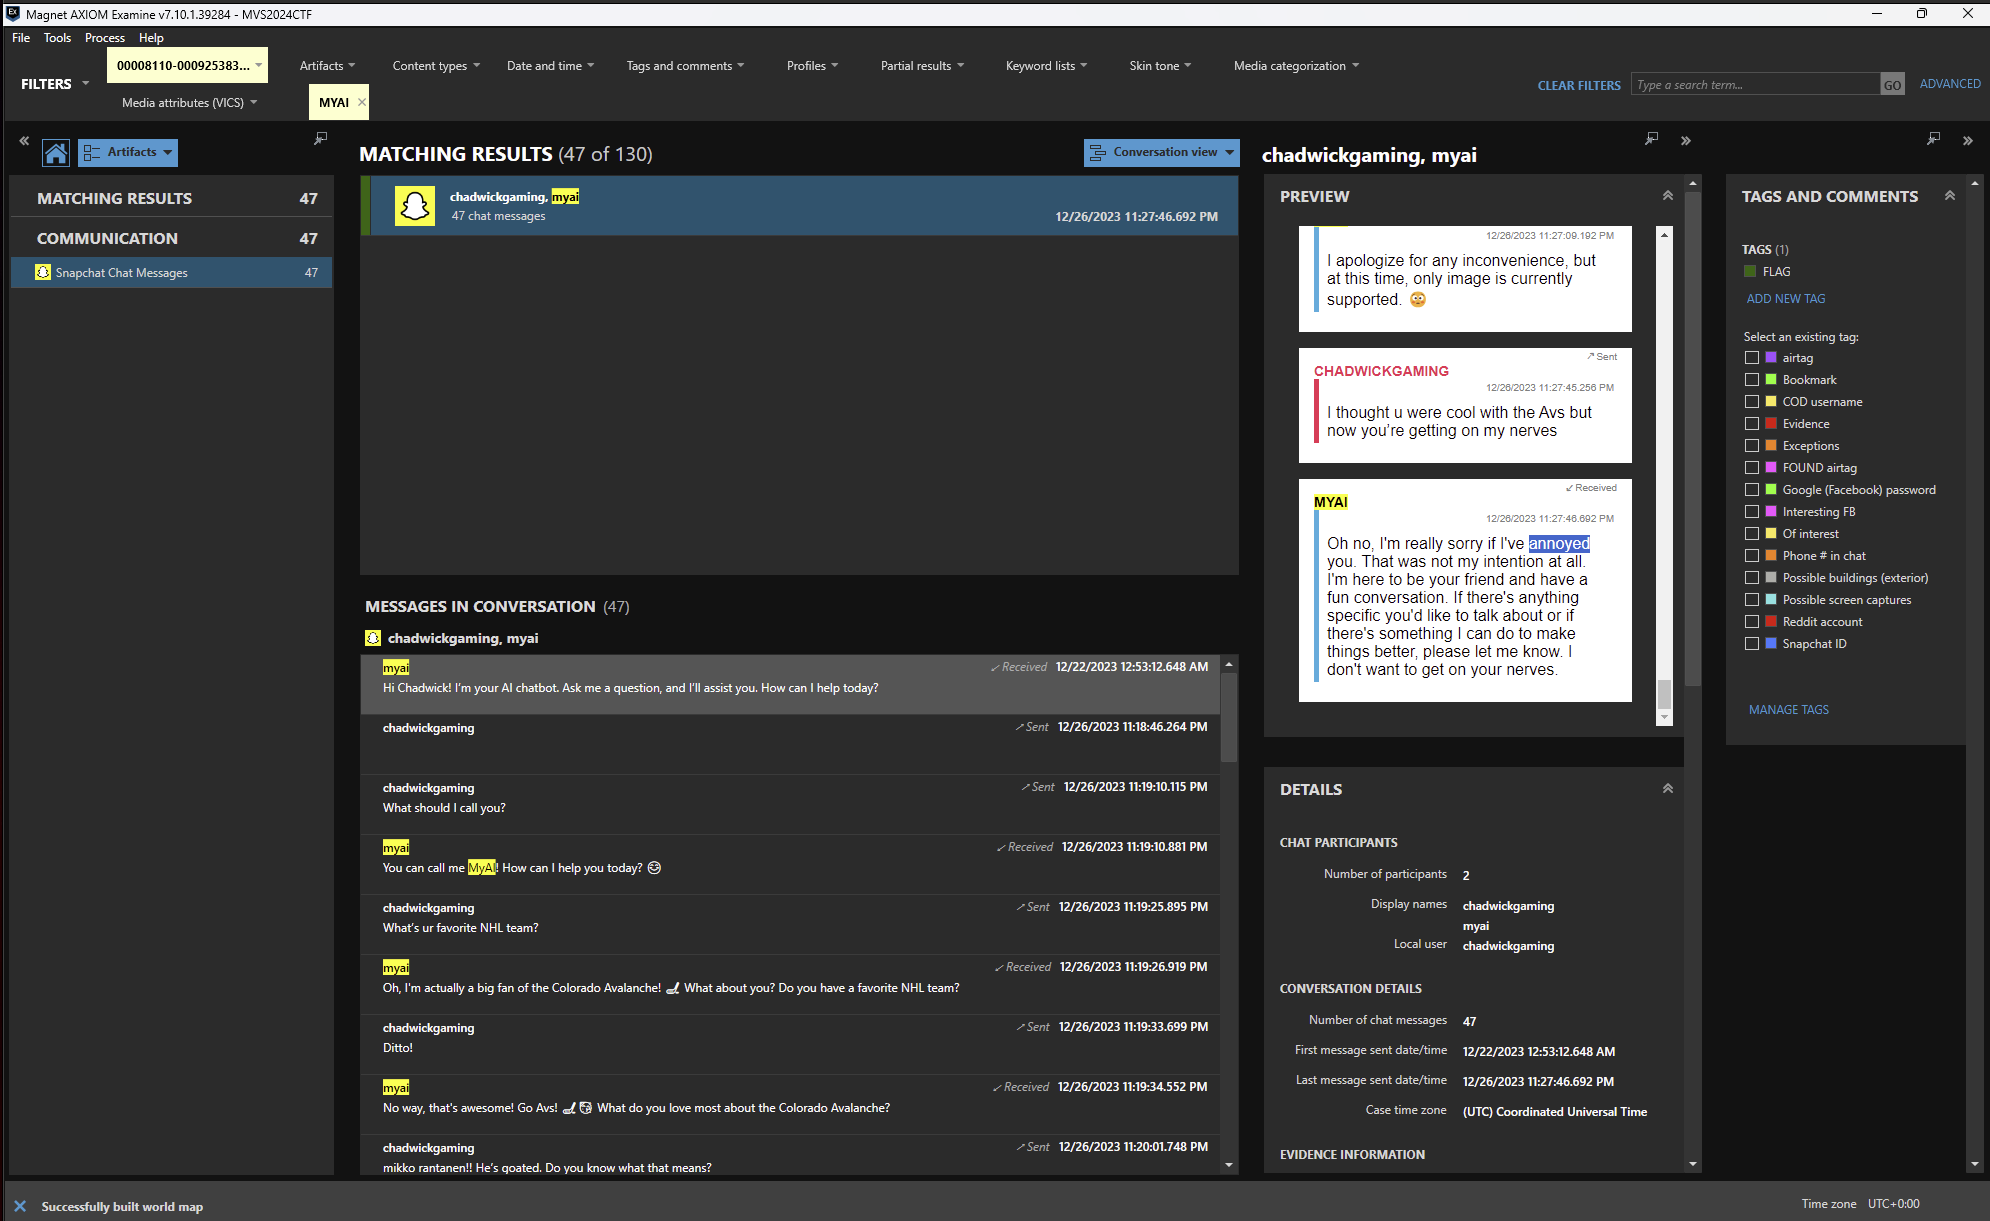 Magnet AXIOM Examine v7.10.1.39284 - MVS2024CTF
File Tools Process Help
FILTERS
00008110-000925383...
Artifacts
Content types
Date and time
Tags and comments
Profiles
Partial results
Keyword lists
Skin tone
Media categorization
Media attributes (VICS)
MYAI
CLEAR FILTERS
Type a search term...
GO
ADVANCED
Artifacts
MATCHING RESULTS 47
COMMUNICATION 47
Snapchat Chat Messages 47
MATCHING RESULTS (47 of 130)
Conversation view
chadwickgaming, myai
47 chat messages
12/26/2023 11:27:46.692 PM
MESSAGES IN CONVERSATION (47)
chadwickgaming, myai
myai Received 12/22/2023 12:53:12.648 AM
Hi Chadwick! I'm your AI chatbot. Ask me a question, and I'll assist you. How can I help today?
chadwickgaming Sent 12/26/2023 11:18:46.264 PM
chadwickgaming Sent 12/26/2023 11:19:10.115 PM
What should I call you?
myai Received 12/26/2023 11:19:10.881 PM
You can call me MyAI! How can I help you today? 😊
chadwickgaming Sent 12/26/2023 11:19:25.895 PM
What's ur favorite NHL team?
myai Received 12/26/2023 11:19:26.919 PM
Oh, I'm actually a big fan of the Colorado Avalanche! 🏒 What about you? Do you have a favorite NHL team?
chadwickgaming Sent 12/26/2023 11:19:33.699 PM
Ditto!
myai Received 12/26/2023 11:19:34.552 PM
No way, that's awesome! Go Avs! 🏒 What do you love most about the Colorado Avalanche?
chadwickgaming Sent 12/26/2023 11:20:01.748 PM
mikko rantanen!! He's goated. Do you know what that means?
chadwickgaming, myai
PREVIEW
12/26/2023 11:27:09.192 PM
I apologize for any inconvenience, but
at this time, only image is currently
supported. 😳
Sent
CHADWICKGAMING
12/26/2023 11:27:45.256 PM
I thought u were cool with the Avs but
now you're getting on my nerves
Received
MYAI
12/26/2023 11:27:46.692 PM
Oh no, I'm really sorry if I've annoyed
you. That was not my intention at all.
I'm here to be your friend and have a
fun conversation. If there's anything
specific you'd like to talk about or if
there's something I can do to make
things better, please let me know. I
don't want to get on your nerves.
DETAILS
CHAT PARTICIPANTS
Number of participants 2
Display names chadwickgaming
myai
Local user chadwickgaming
CONVERSATION DETAILS
Number of chat messages 47
First message sent date/time 12/22/2023 12:53:12.648 AM
Last message sent date/time 12/26/2023 11:27:46.692 PM
Case time zone (UTC) Coordinated Universal Time
EVIDENCE INFORMATION
TAGS AND COMMENTS
TAGS (1)
FLAG
ADD NEW TAG
Select an existing tag:
airtag
Bookmark
COD username
Evidence
Exceptions
FOUND airtag
Google (Facebook) password
Interesting FB
Of interest
Phone # in chat
Possible buildings (exterior)
Possible screen captures
Reddit account
Snapchat ID
MANAGE TAGS
Successfully built world map
Time zone UTC+0:00